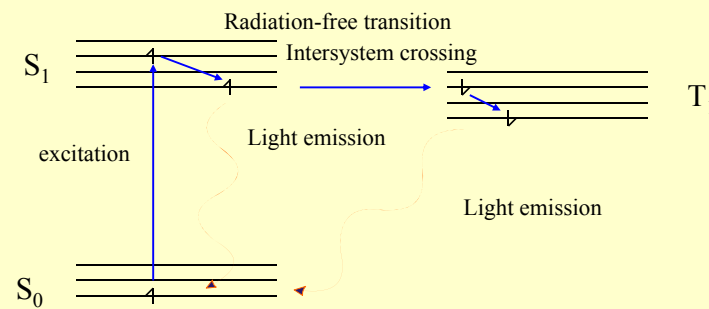 Radiation-free transition
Intersystem crossing
S1
T
Light emission
excitation
Light emission
S0